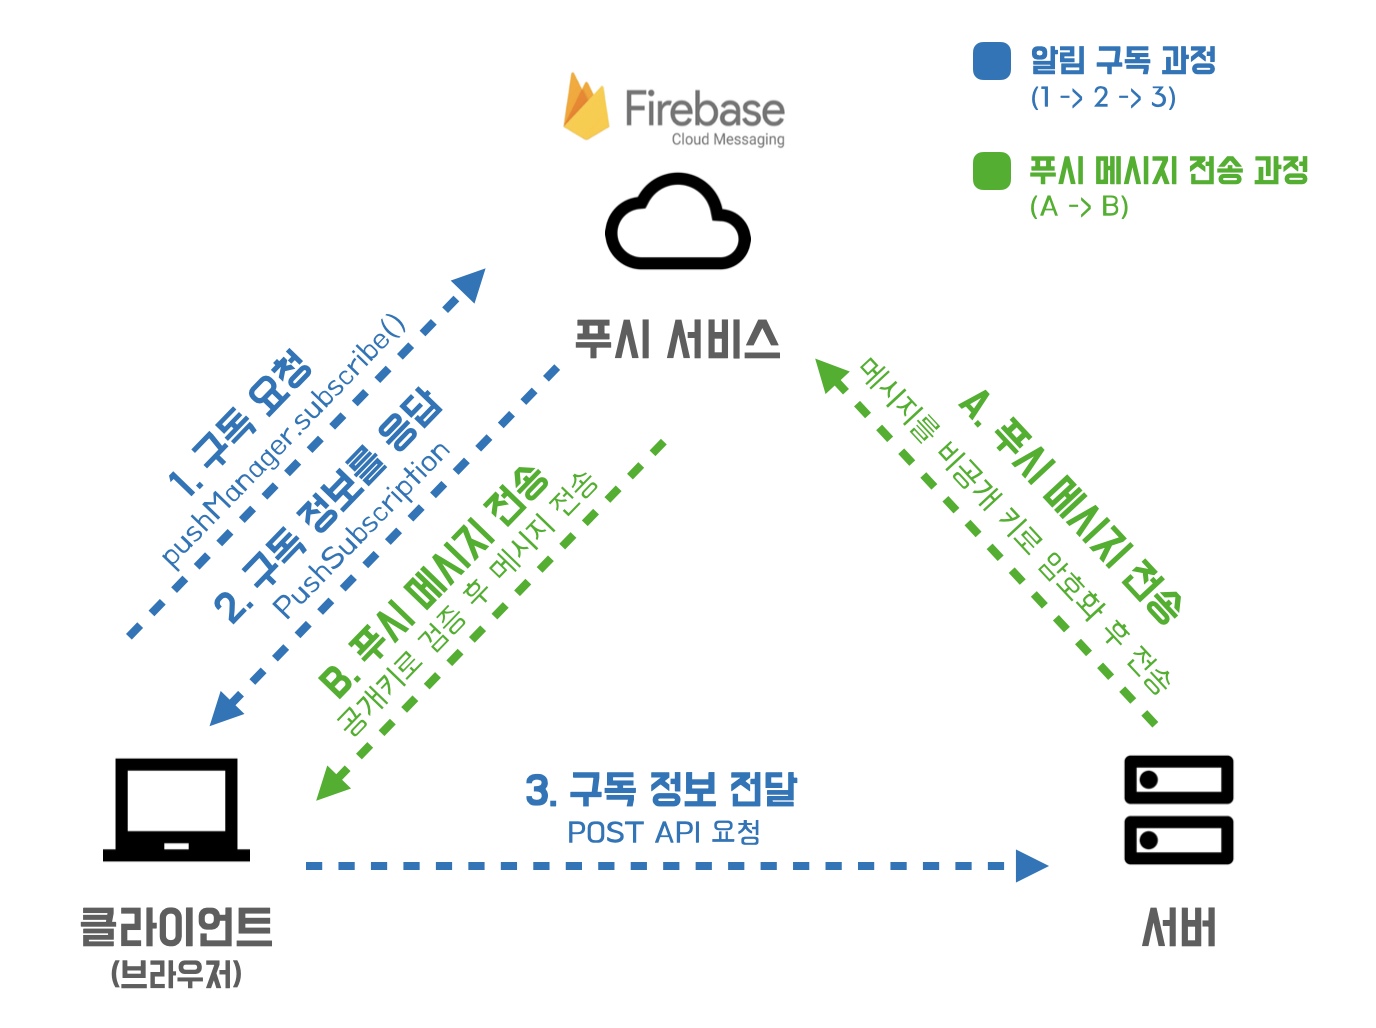 Firebase
Cloud Messaging
알림 구독 과정
(1 -> 2 -> 3)
푸시 메시지 전송 과정
(A -> B)
푸시 서비스
1. 구독 요청
pushManager.subscribe()
2. 구독 정보를 응답
PushSubscription
B. 푸시 메시지 전송
공개키로 검증 후 메시지 전송
A. 푸시 메시지 전송
메시지를 비공개 키로 암호화 후 전송
3. 구독 정보 전달
POST API 요청
클라이언트
(브라우저)
서버